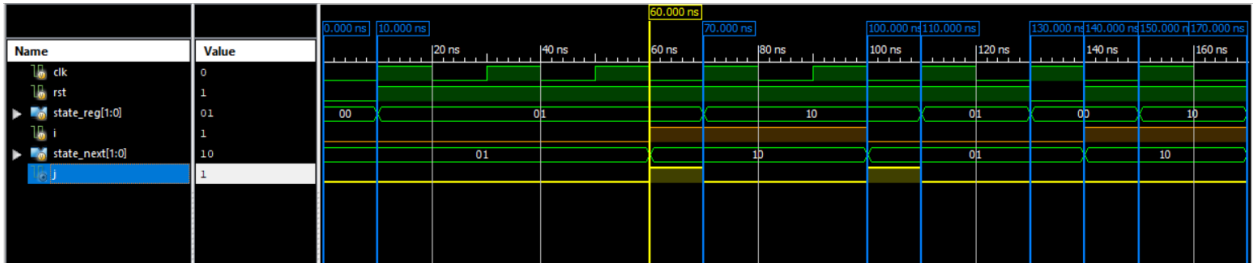 60.000 ns
0.000 ns 10.000 ns 70.000 ns 100.000 ns 110.000 ns 130.000 ns 140.000 ns 150.000 n 170.000 ns
Name Value 20 ns 40 ns 60 ns 80 ns 100 ns 120 ns 140 ns 160 ns
clk 0
rst 1
state_reg[1:0] 01 00 01 10 01 00 10
i 1
state_next[1:0] 10 01 10 01 10
j 1